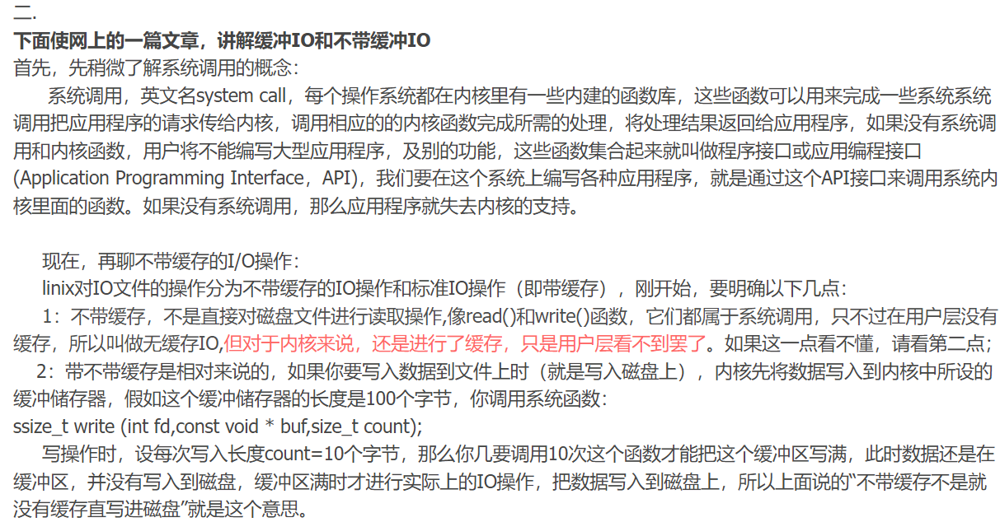 二.
下面使网上的一篇文章，讲解缓冲IO和不带缓冲IO
首先，先稍微了解系统调用的概念：
系统调用，英文名system call，每个操作系统都在内核里有一些内建的函数库，这些函数可以用来完成一些系统系统
调用把应用程序的请求传给内核，调用相应的的内核函数完成所需的处理，将处理结果返回给应用程序，如果没有系统调
用和内核函数，用户将不能编写大型应用程序，及别的功能，这些函数集合起来就叫做程序接口或应用编程接口
(Application Programming Interface，API)，我们要在这个系统上编写各种应用程序，就是通过这个API接口来调用系统内
核里面的函数。如果没有系统调用，那么应用程序就失去内核的支持。
现在，再聊不带缓存的I/O操作：
linix对IO文件的操作分为不带缓存的IO操作和标准IO操作（即带缓存），刚开始，要明确以下几点：
1：不带缓存，不是直接对磁盘文件进行读取操作,像read()和write()函数，它们都属于系统调用，只不过在用户层没有
缓存，所以叫做无缓存IO,但对于内核来说，还是进行了缓存，只是用户层看不到罢了。如果这一点看不懂，请看第二点；
2：带不带缓存是相对来说的，如果你要写入数据到文件上时（就是写入磁盘上），内核先将数据写入到内核中所设的
缓冲储存器，假如这个缓冲储存器的长度是100个字节，你调用系统函数：
ssize_t write (int fd,const void * buf,size_t count);
写操作时，设每次写入长度count=10个字节，那么你几要调用10次这个函数才能把这个缓冲区写满，此时数据还是在
缓冲区，并没有写入到磁盘，缓冲区满时才进行实际上的IO操作，把数据写入到磁盘上，所以上面说的“不带缓存不是就
没有缓存直写进磁盘”就是这个意思。